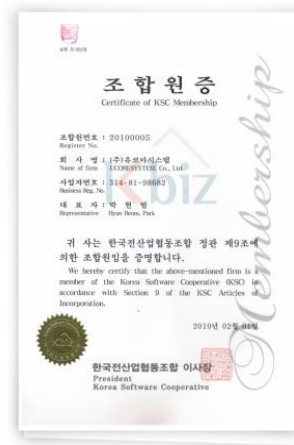 조 합 원 증
Certificate of KSC Membership
조합원번호 : 20100005
Register No.
회 사 명 : (주)유코아시스템
Name of firm UCORESYSTEM Co., Ltd.
사업자번호 : 314-81-98682
Business Reg. No.
대 표 자 : 박 현 범
Representative Hyun Beom, Park
Kbiz
귀 사는 한국전산업협동조합 정관 제9조에
의한 조합원임을 증명합니다.
We hereby certify that the above-mentioned firm is a
member of the Korea Software Cooperative (KSC) in
accordance with Section 9 of the KSC Articles of
Incorporation.
2010년 02월 01일
한국전산업협동조합 이사장
President
Korea Software Cooperative
Membership